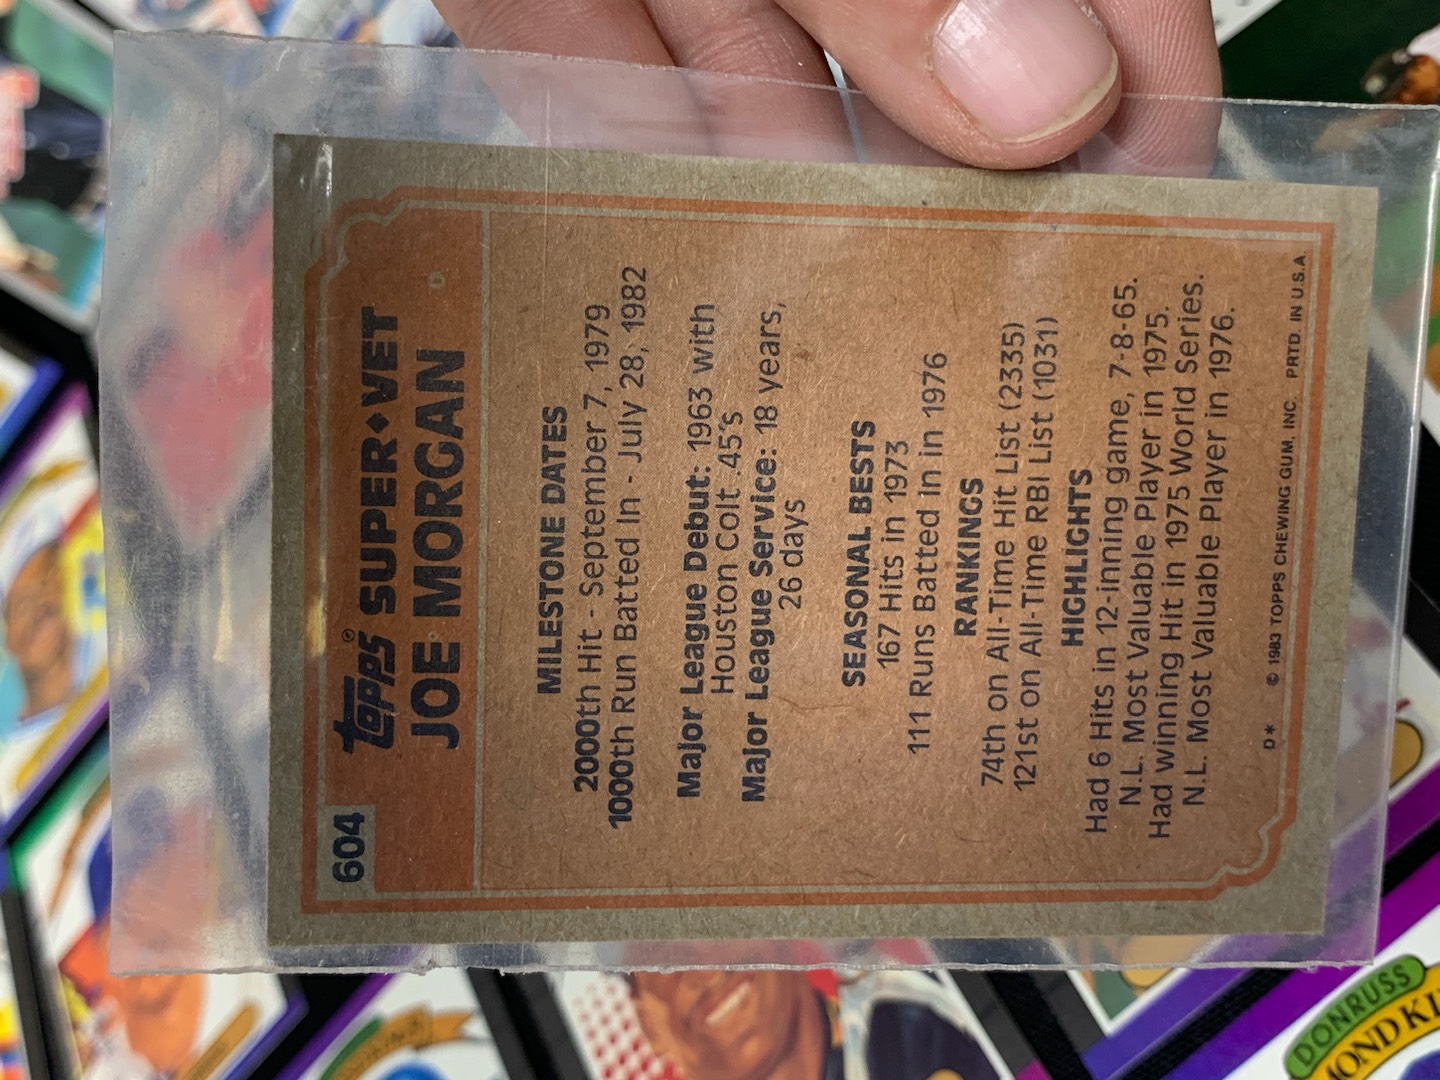 604
Topps® SUPER•VET
JOE MORGAN
MILESTONE DATES
2000th Hit - September 7, 1979
1000th Run Batted In - July 28, 1982
Major League Debut: 1963 with
Houston Colt .45's
Major League Service: 18 years,
26 days
SEASONAL BESTS
167 Hits in 1973
111 Runs Batted In in 1976
RANKINGS
74th on All-Time Hit List (2335)
121st on All-Time RBI List (1031)
HIGHLIGHTS
Had 6 Hits in 12-inning game, 7-8-65.
N.L. Most Valuable Player in 1975.
Had winning Hit in 1975 World Series.
N.L. Most Valuable Player in 1976.
D* © 1983 TOPPS CHEWING GUM, INC. PRTD. IN U.S.A.
DONRUSS